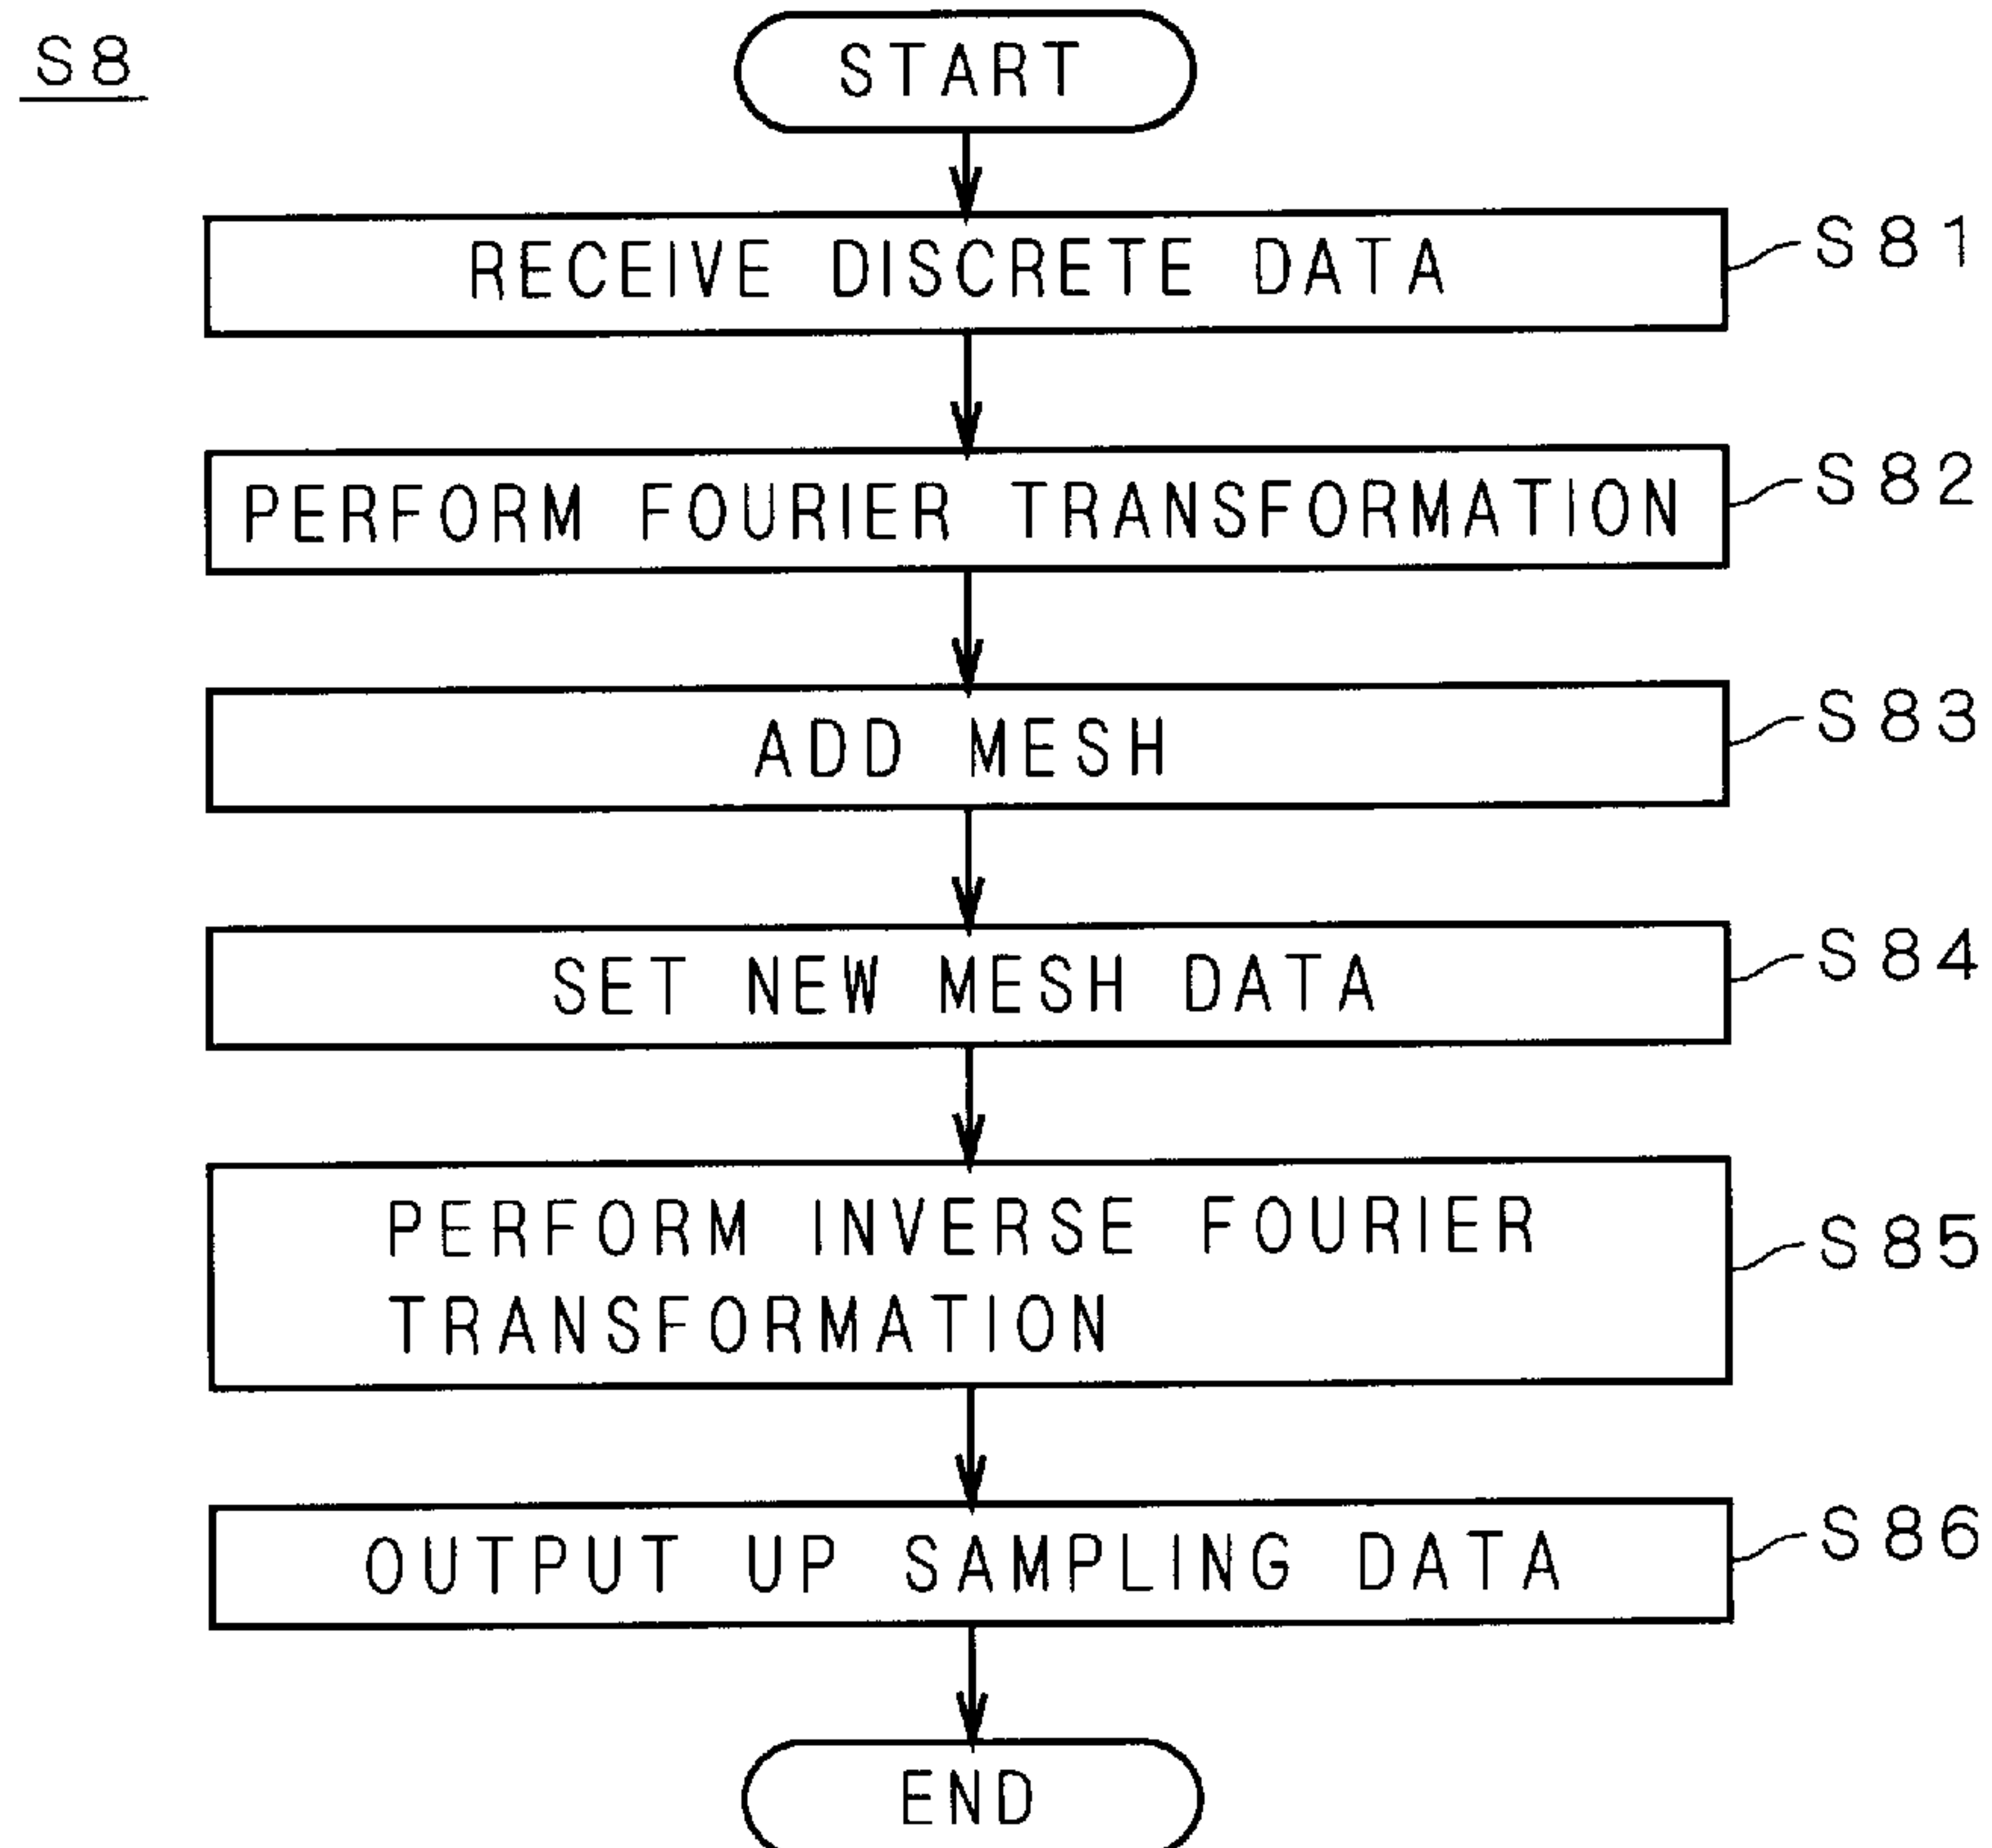 S8
START
RECEIVE DISCRETE DATA
S81
PERFORM FOURIER TRANSFORMATION
S82
ADD MESH
S83
SET NEW MESH DATA
S84
PERFORM INVERSE FOURIER
TRANSFORMATION
S85
OUTPUT UP SAMPLING DATA
S86
END